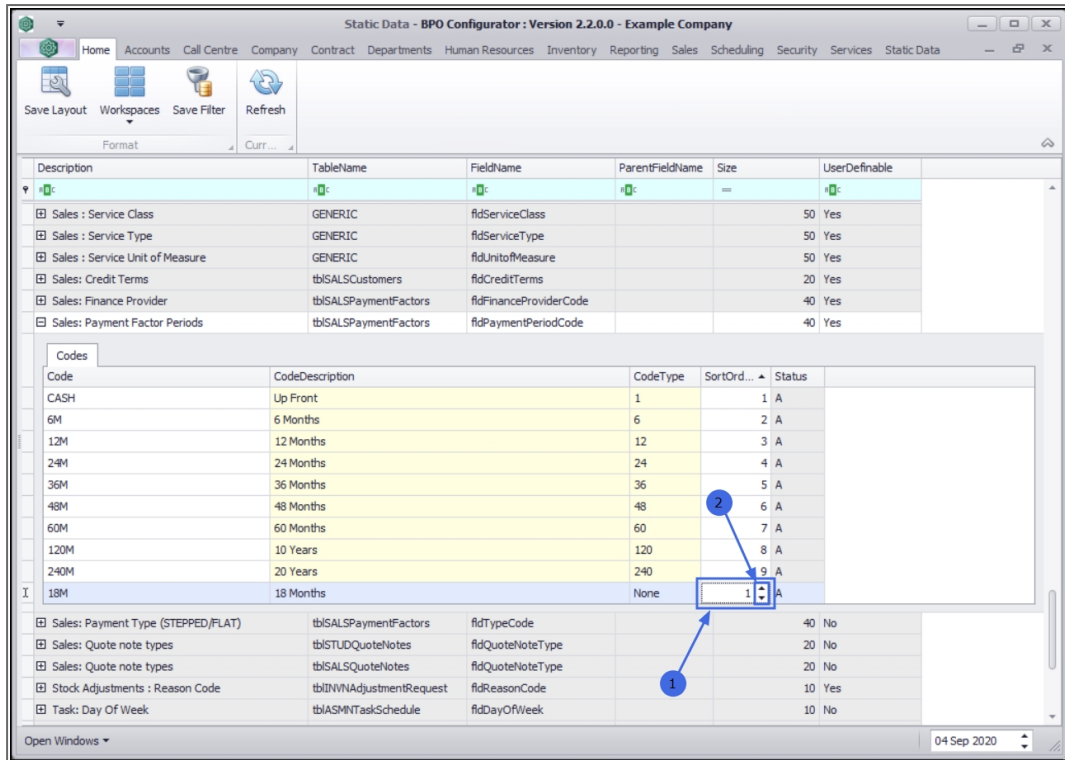 Static Data - BPO Configurator : Version 2.2.0.0 - Example Company
Home Accounts Call Centre Company Contract Departments Human Resources Inventory Reporting Sales Scheduling Security Services Static Data
Save Layout Workspaces Save Filter Refresh
Format Curr...
Description TableName FieldName ParentFieldName Size UserDefinable
=
Sales : Service Class GENERIC fldServiceClass 50 Yes
Sales : Service Type GENERIC fldServiceType 50 Yes
Sales : Service Unit of Measure GENERIC fldUnitofMeasure 50 Yes
Sales: Credit Terms tblSALSCustomers fldCreditTerms 20 Yes
Sales: Finance Provider tblSALSPaymentFactors fldFinanceProviderCode 40 Yes
Sales: Payment Factor Periods tblSALSPaymentFactors fldPaymentPeriodCode 40 Yes
Codes
Code CodeDescription CodeType SortOrd... Status
CASH Up Front 1 1 A
6M 6 Months 6 2 A
12M 12 Months 12 3 A
24M 24 Months 24 4 A
36M 36 Months 36 5 A
48M 48 Months 48 6 A
2
60M 60 Months 60 7 A
120M 10 Years 120 8 A
240M 20 Years 240 9 A
18M 18 Months None 1 A
Sales: Payment Type (STEPPED/FLAT) tblSALSPaymentFactors fldTypeCode 40 No
Sales: Quote note types tblSTUDQuoteNotes fldQuoteNoteType 20 No
Sales: Quote note types tblSALSQuoteNotes fldQuoteNoteType 20 No
1
Stock Adjustments : Reason Code tblINVNAdjustmentRequest fldReasonCode 10 Yes
Task: Day Of Week tblASMNTaskSchedule fldDayOfWeek 10 No
Open Windows 04 Sep 2020